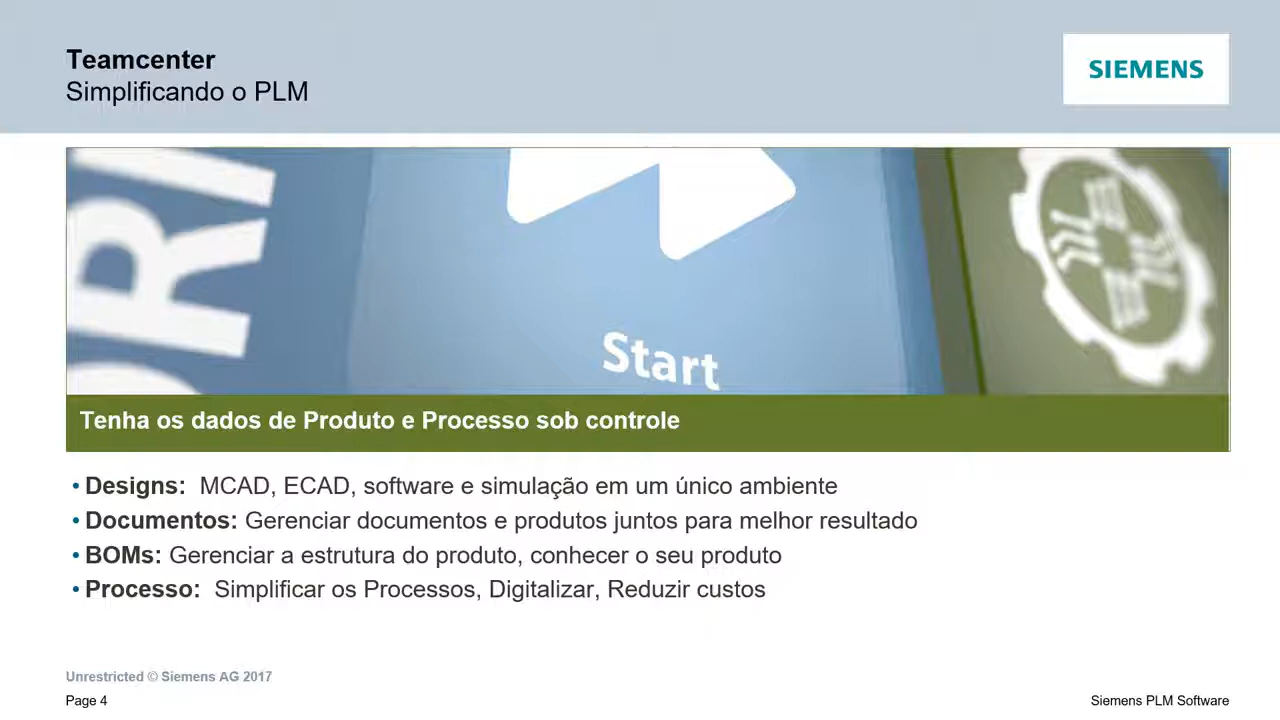 Teamcenter
Simplificando o PLM
SIEMENS
ORI
Start
Tenha os dados de Produto e Processo sob controle
• Designs: MCAD, ECAD, software e simulação em um único ambiente
• Documentos: Gerenciar documentos e produtos juntos para melhor resultado
• BOMs: Gerenciar a estrutura do produto, conhecer o seu produto
• Processo: Simplificar os Processos, Digitalizar, Reduzir custos
Unrestricted © Siemens AG 2017
Page 4
Siemens PLM Software